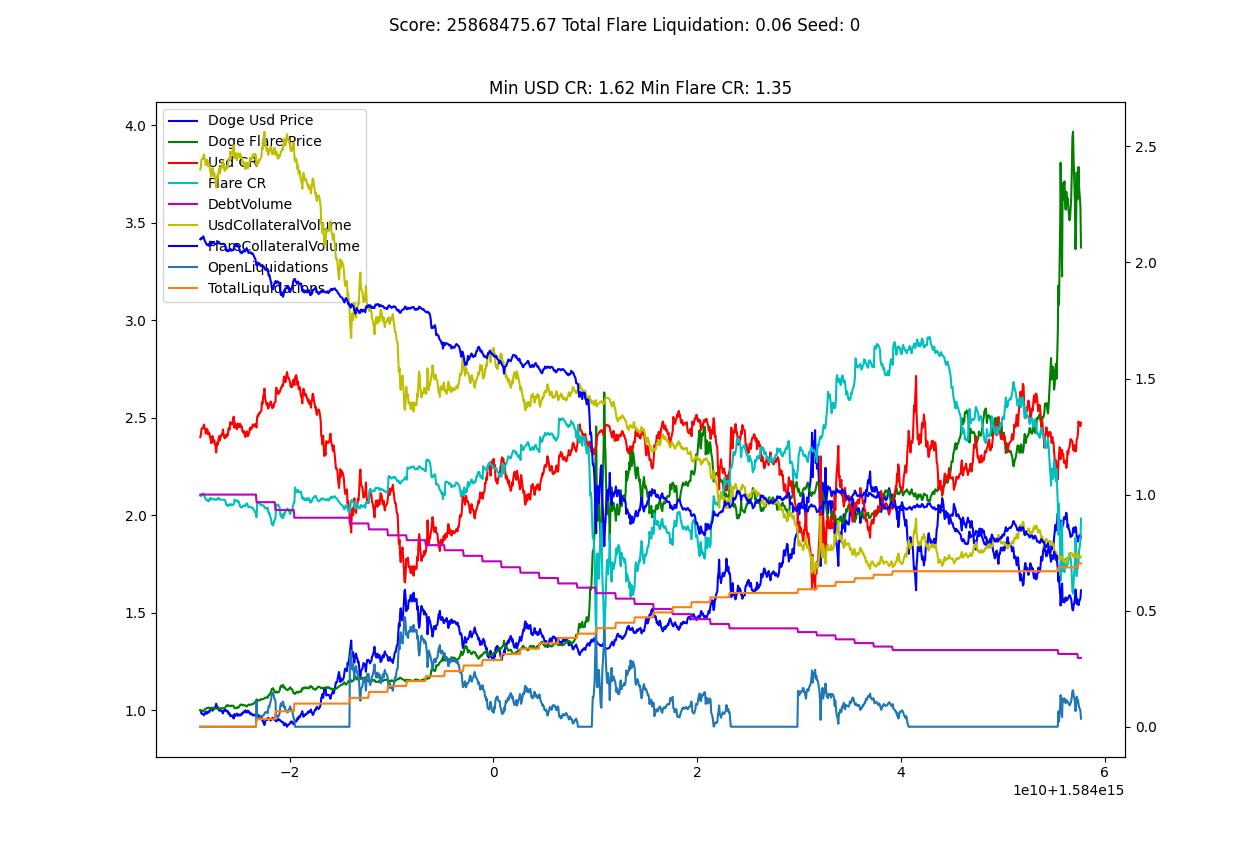 Score: 25868475.67 Total Flare Liquidation: 0.06 Seed: 0
Min USD CR: 1.62 Min Flare CR: 1.35
Doge Usd Price
Doge Flare Price
Usd CR
Flare CR
DebtVolume
UsdCollateralVolume
FlareCollateralVolume
OpenLiquidations
TotalLiquidations
4.0
3.5
3.0
2.5
2.0
1.5
1.0
2.5
2.0
1.5
1.0
0.5
0.0
−2
0
2
4
6
1e10+1.584e15